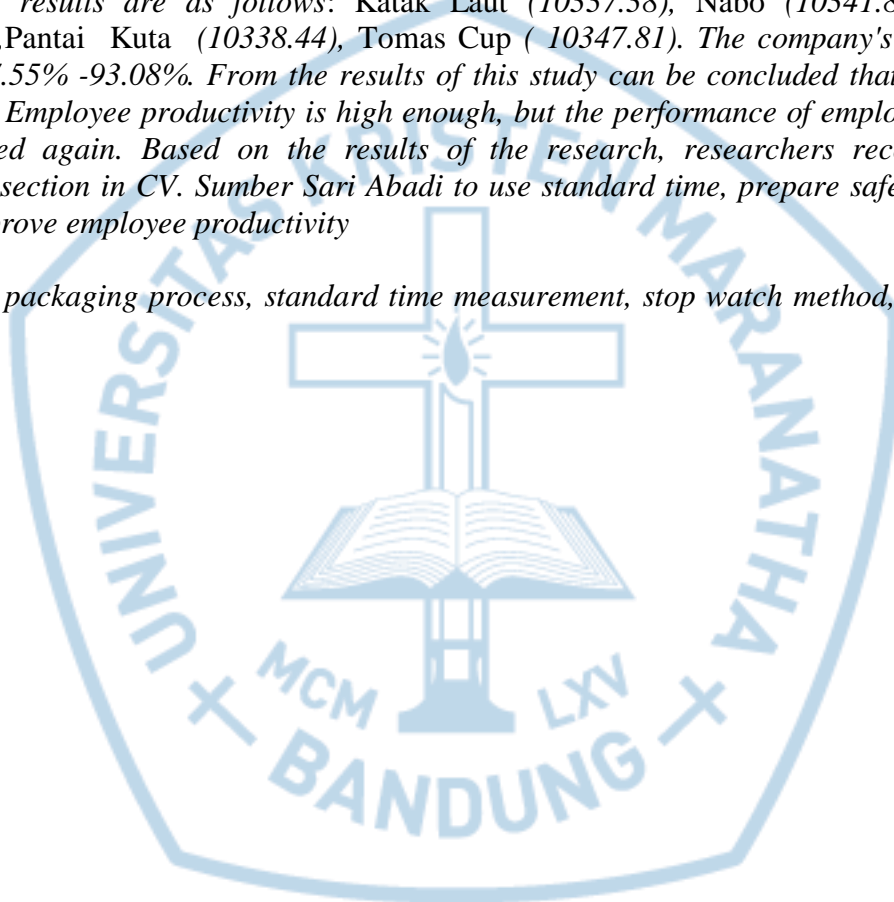 results are as follows: Katak Laut (10337.38), Nabo (10341.8
,Pantai Kuta (10338.44), Tomas Cup ( 10347.81). The company's
.55% -93.08%. From the results of this study can be concluded that
Employee productivity is high enough, but the performance of emplo
ed again. Based on the results of the research, researchers rec
section in CV. Sumber Sari Abadi to use standard time, prepare safe
prove employee productivity
packaging process, standard time measurement, stop watch method,
UNIVERSITAS KRISTEN MARANATHA
MCM LXV
BANDUNG